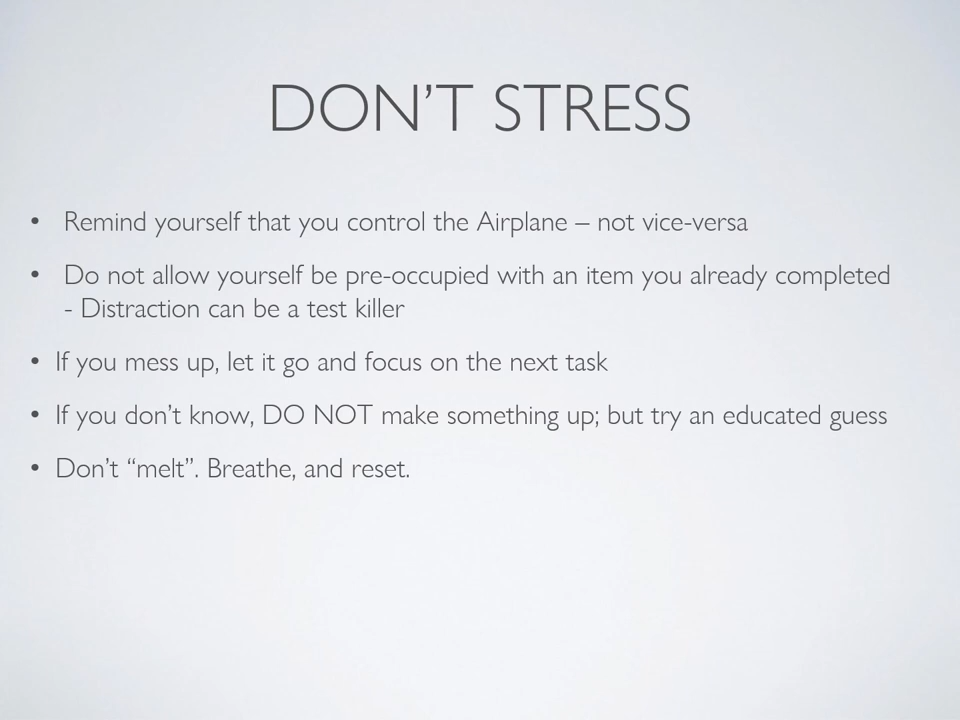 DON’T STRESS
• Remind yourself that you control the Airplane – not vice-versa
• Do not allow yourself be pre-occupied with an item you already completed
- Distraction can be a test killer
• If you mess up, let it go and focus on the next task
• If you don’t know, DO NOT make something up; but try an educated guess
• Don’t “melt”. Breathe, and reset.